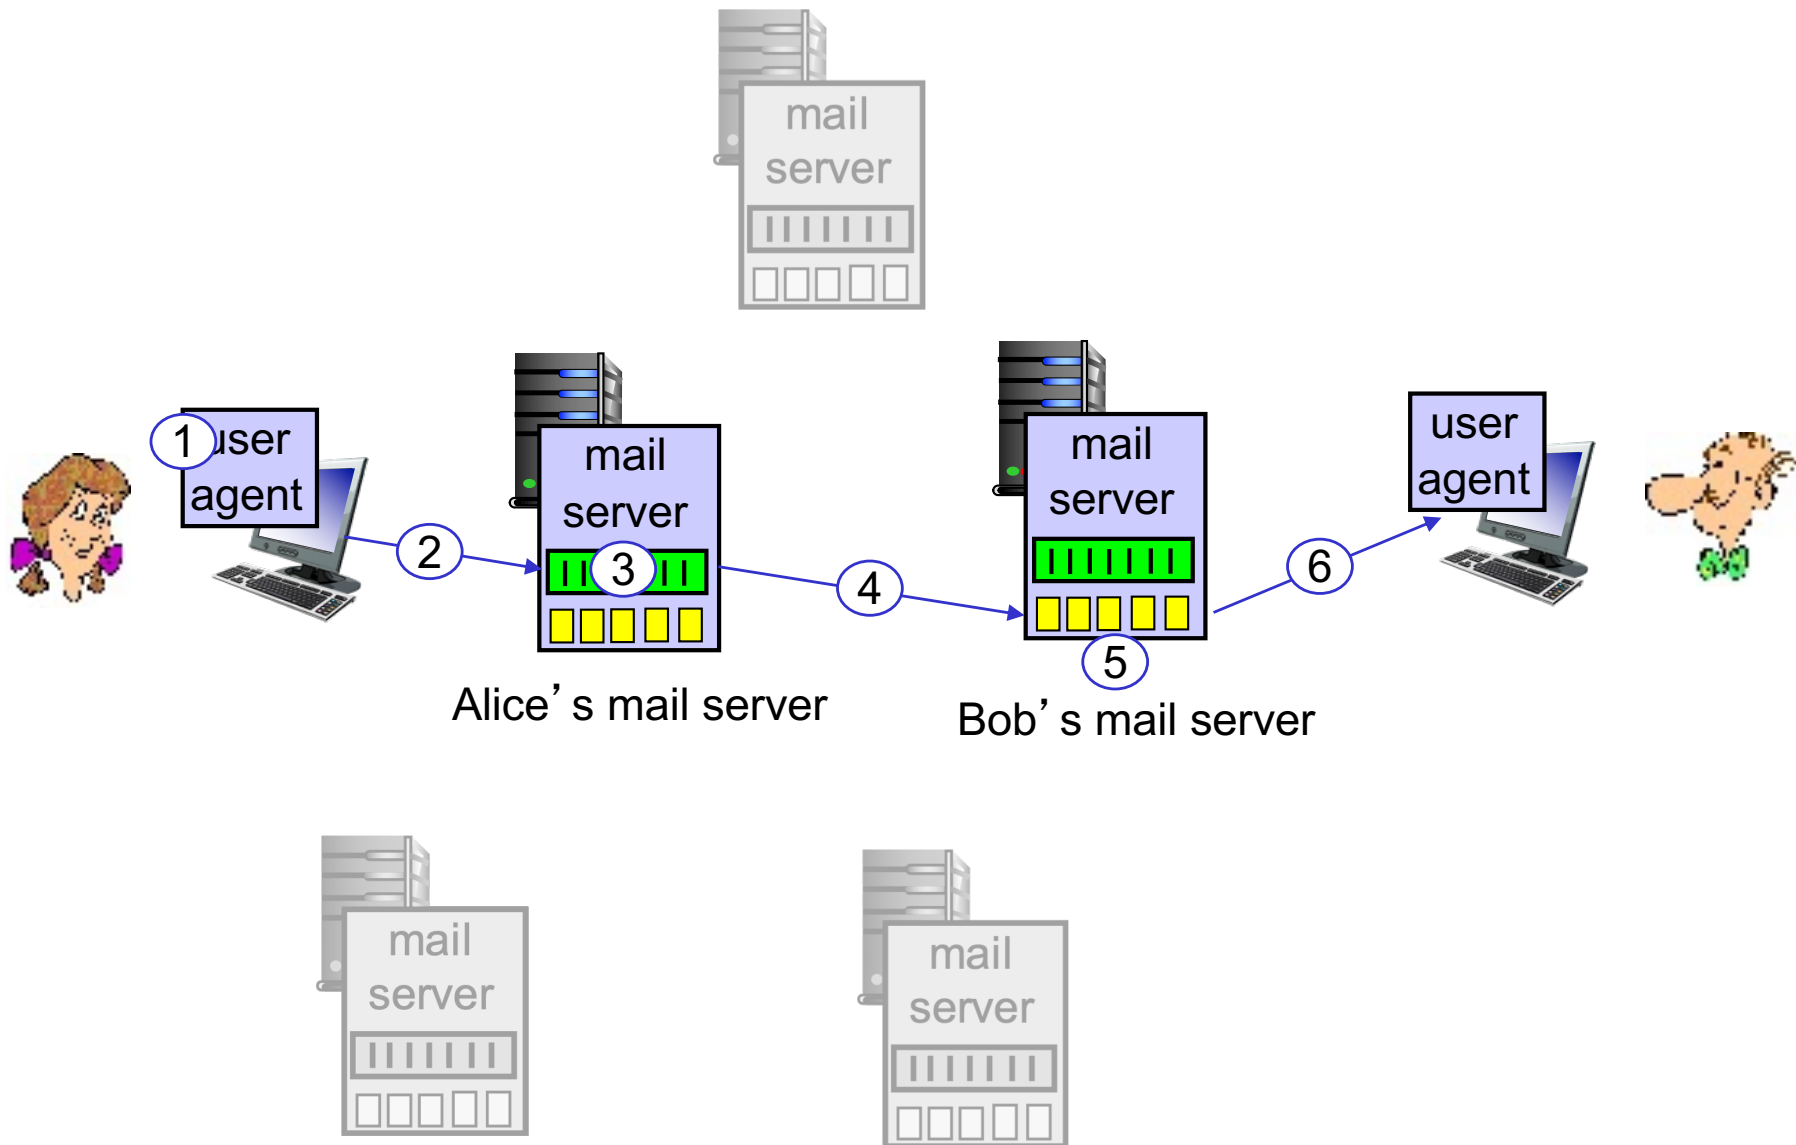 mail
server
1
user
agent
2
mail
server
3
4
mail
server
5
6
user
agent
Alice’s mail server
Bob’s mail server
mail
server
mail
server